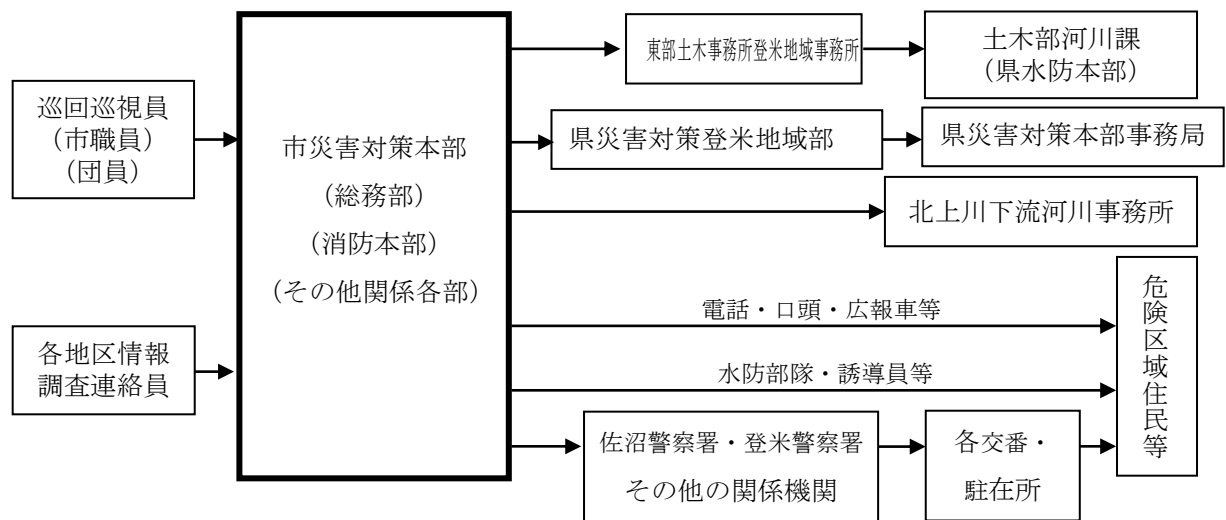 巡回巡視員
（市職員）
（団員）
各地区情報
調査連絡員
市災害対策本部
（総務部）
（消防本部）
（その他関係各部）
東部土木事務所登米地域事務所
土木部河川課
（県水防本部）
県災害対策登米地域部
県災害対策本部事務局
北上川下流河川事務所
電話・口頭・広報車等
水防部隊・誘導員等
佐沼警察署・登米警察署
その他の関係機関
各交番・
駐在所
危険区域住民等